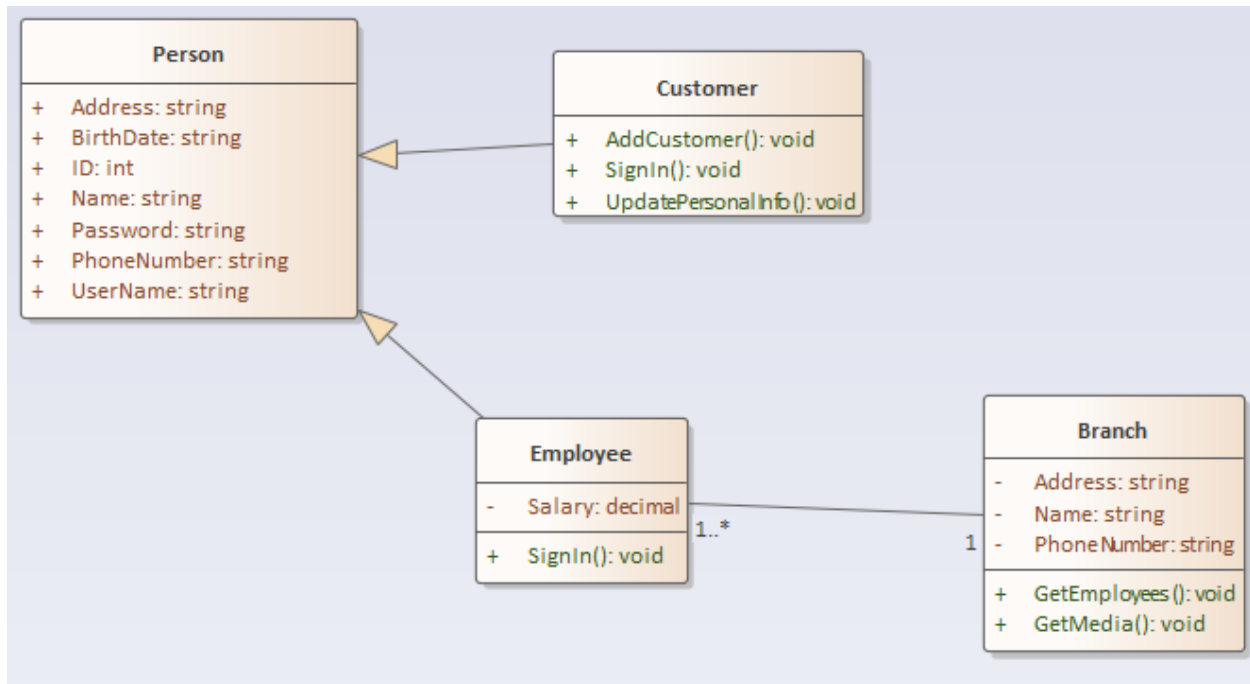 Person
+ Address: string
+ BirthDate: string
+ ID: int
+ Name: string
+ Password: string
+ PhoneNumber: string
+ UserName: string
Customer
+ AddCustomer(): void
+ SignIn(): void
+ UpdatePersonalInfo(): void
Employee
- Salary: decimal
+ SignIn(): void
1..*
1
Branch
- Address: string
- Name: string
- PhoneNumber: string
+ GetEmployees(): void
+ GetMedia(): void